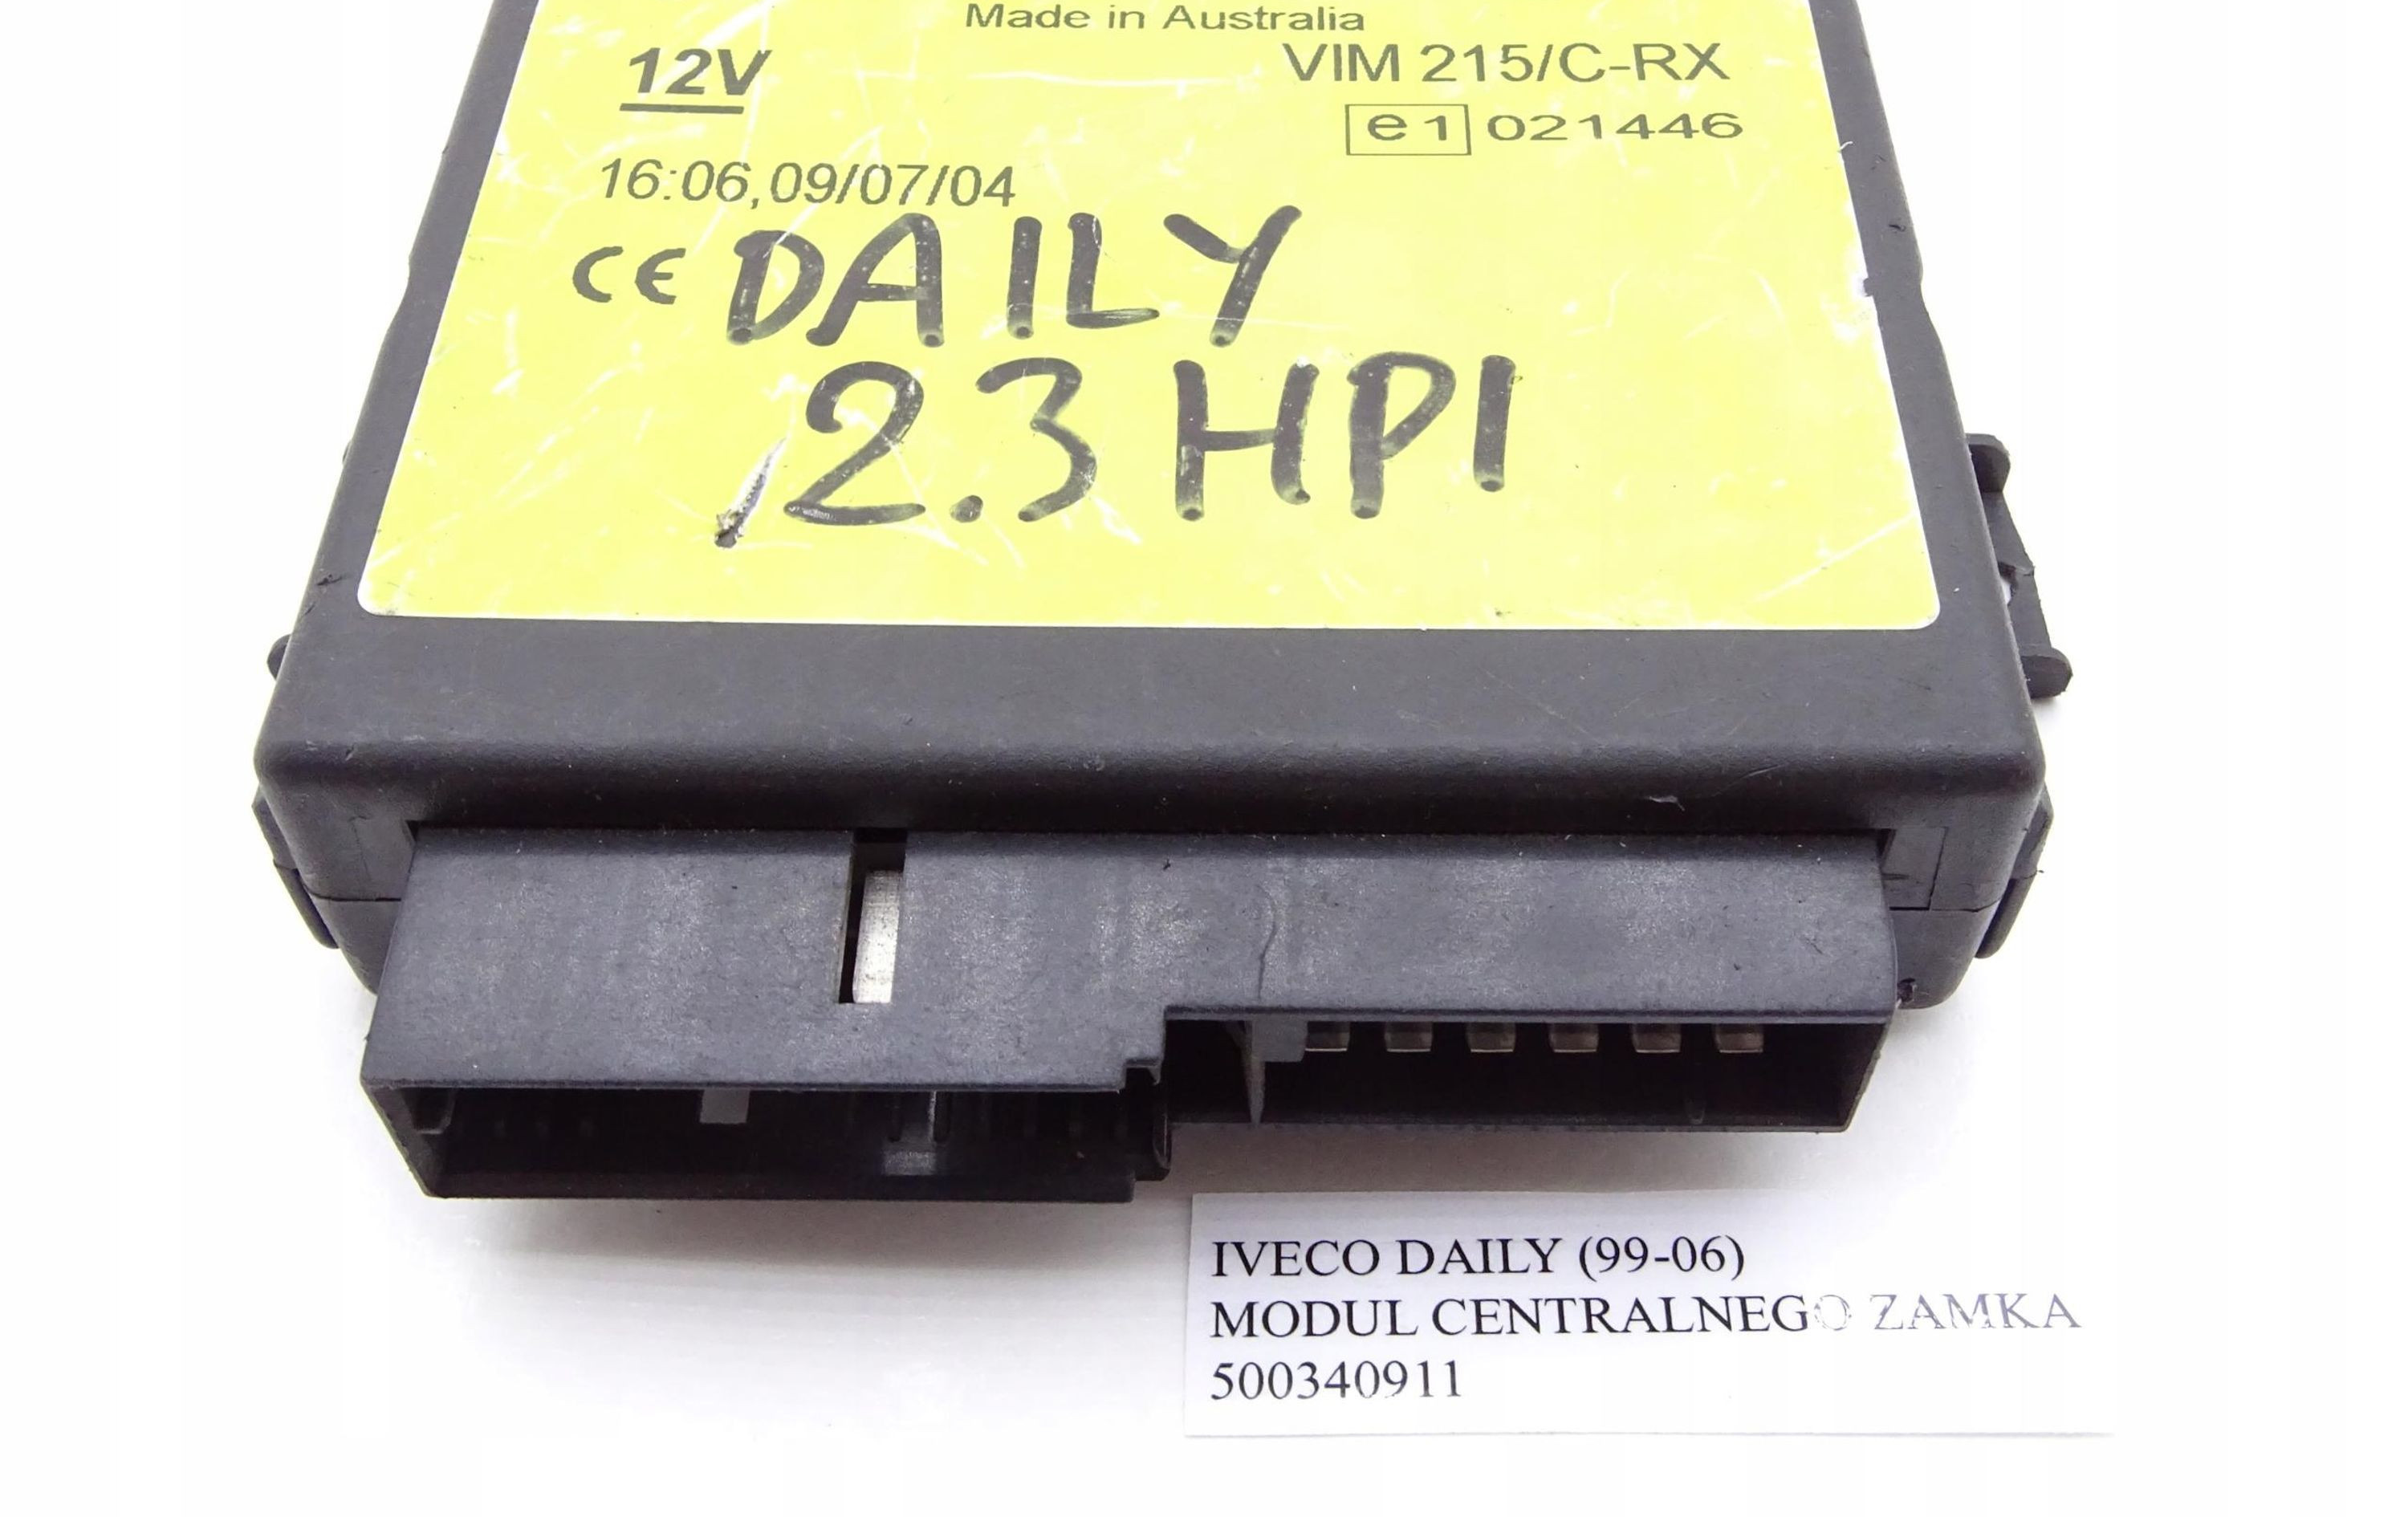 Made in Australia
12V
VIM 215/C-RX
e1 021446
16:06,09/07/04
CE DAILY
2.3 HPI
IVECO DAILY (99-06)
MODUL CENTRALNEGO ZAMKA
500340911